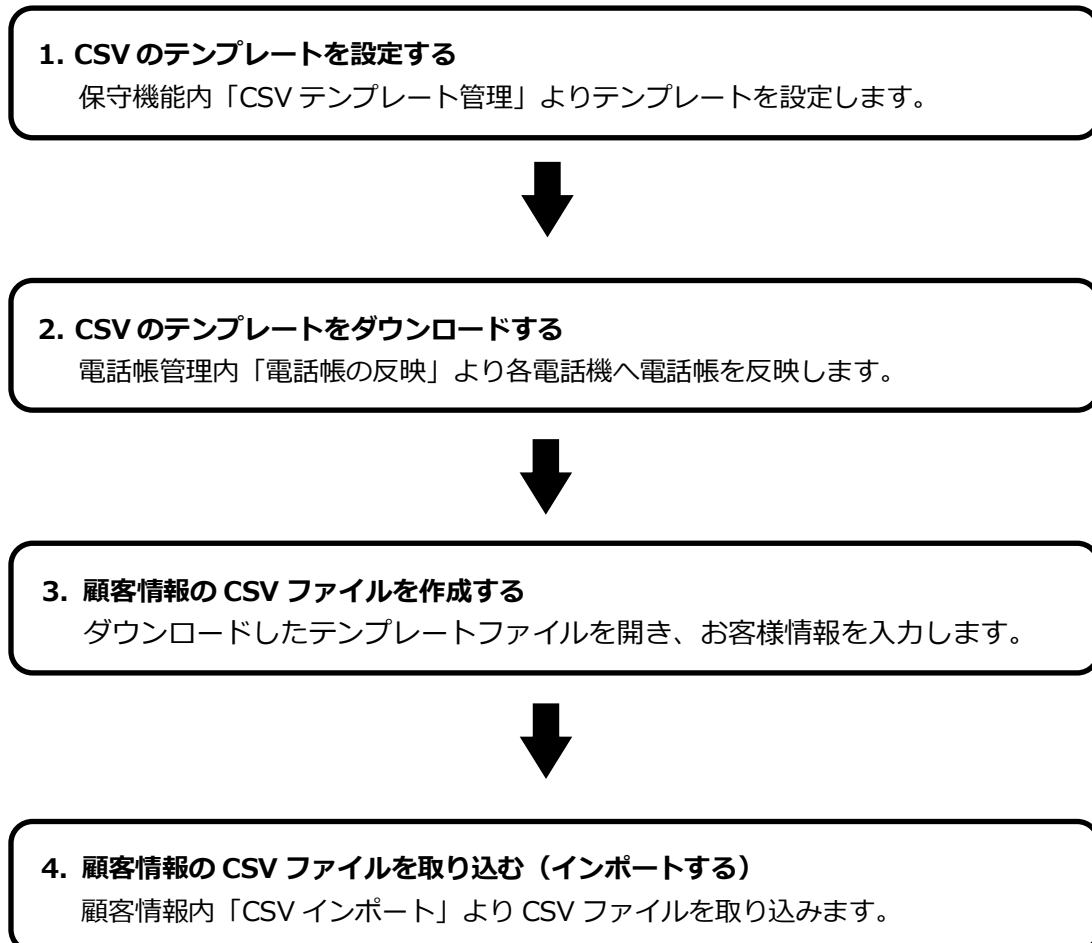 1. CSV のテンプレートを設定する
保守機能内「CSV テンプレート管理」よりテンプレートを設定します。
2. CSV のテンプレートをダウンロードする
電話帳管理内「電話帳の反映」より各電話機へ電話帳を反映します。
3. 顧客情報の CSV ファイルを作成する
ダウンロードしたテンプレートファイルを開き、お客様情報を入力します。
4. 顧客情報の CSV ファイルを取り込む（インポートする）
顧客情報内「CSV インポート」より CSV ファイルを取り込みます。